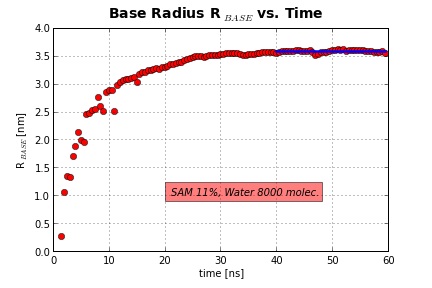 Base Radius R BASE vs. Time
4.0
3.5
3.0
2.5
2.0
1.5
1.0
0.5
0.0
R BASE [nm]
SAM 11%, Water 8000 molec.
0 10 20 30 40 50 60
time [ns]